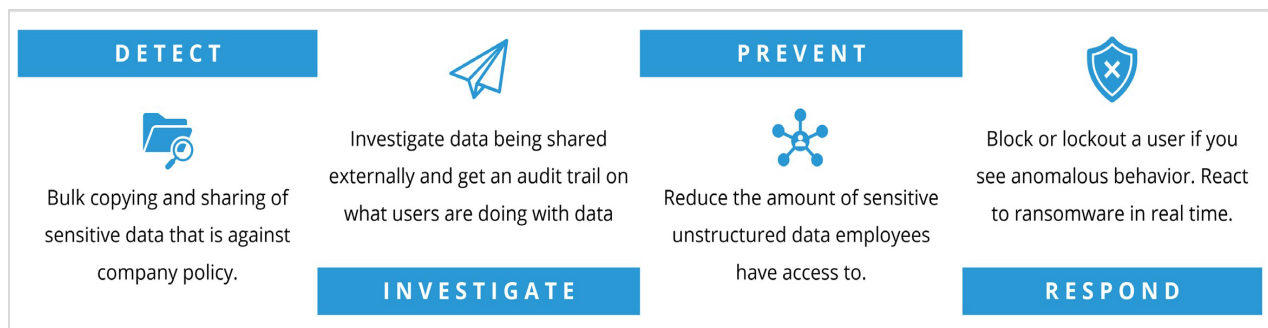 DETECT
Bulk copying and sharing of
sensitive data that is against
company policy.
Investigate data being shared
externally and get an audit trail on
what users are doing with data
INVESTIGATE
PREVENT
Reduce the amount of sensitive
unstructured data employees
have access to.
Block or lockout a user if you
see anomalous behavior. React
to ransomware in real time.
RESPOND